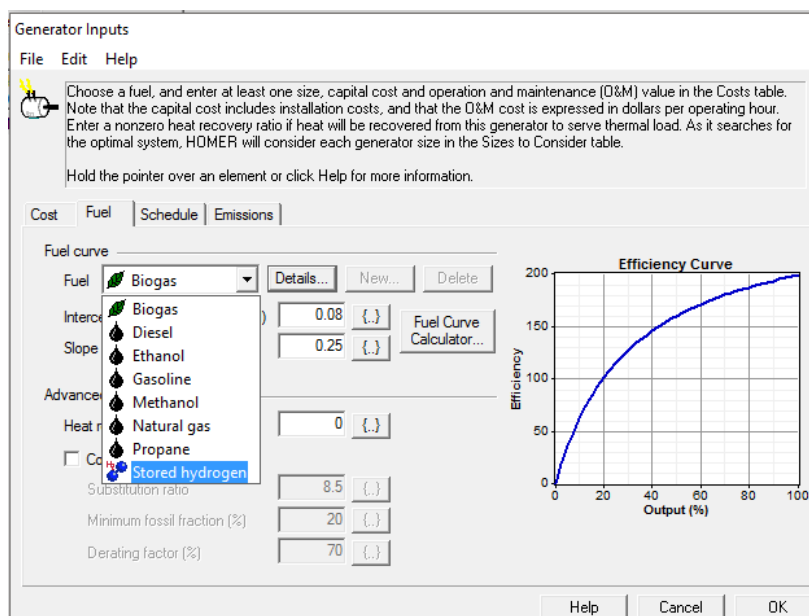 Generator Inputs
File Edit Help
Choose a fuel, and enter at least one size, capital cost and operation and maintenance (O&M) value in the Costs table.
Note that the capital cost includes installation costs, and that the O&M cost is expressed in dollars per operating hour.
Enter a nonzero heat recovery ratio if heat will be recovered from this generator to serve thermal load. As it searches for
the optimal system, HOMER will consider each generator size in the Sizes to Consider table.
Hold the pointer over an element or click Help for more information.
Cost Fuel Schedule Emissions
Fuel curve
Fuel Biogas Details... New... Delete
Biogas
Diesel
Ethanol
Gasoline
Methanol
Natural gas
Propane
H2 Stored hydrogen
Interce ) 0.08 {..}
Slope 0.25 {..}
Fuel Curve
Calculator...
Advanced
Heat r 0 {..}
Co
Substitution ratio 8.5 {..}
Minimum fossil fraction (%) 20 {..}
Derating factor (%) 70 {..}
Efficiency Curve
200
150
100
50
0
Efficiency
0 20 40 60 80 100
Output (%)
Help Cancel OK